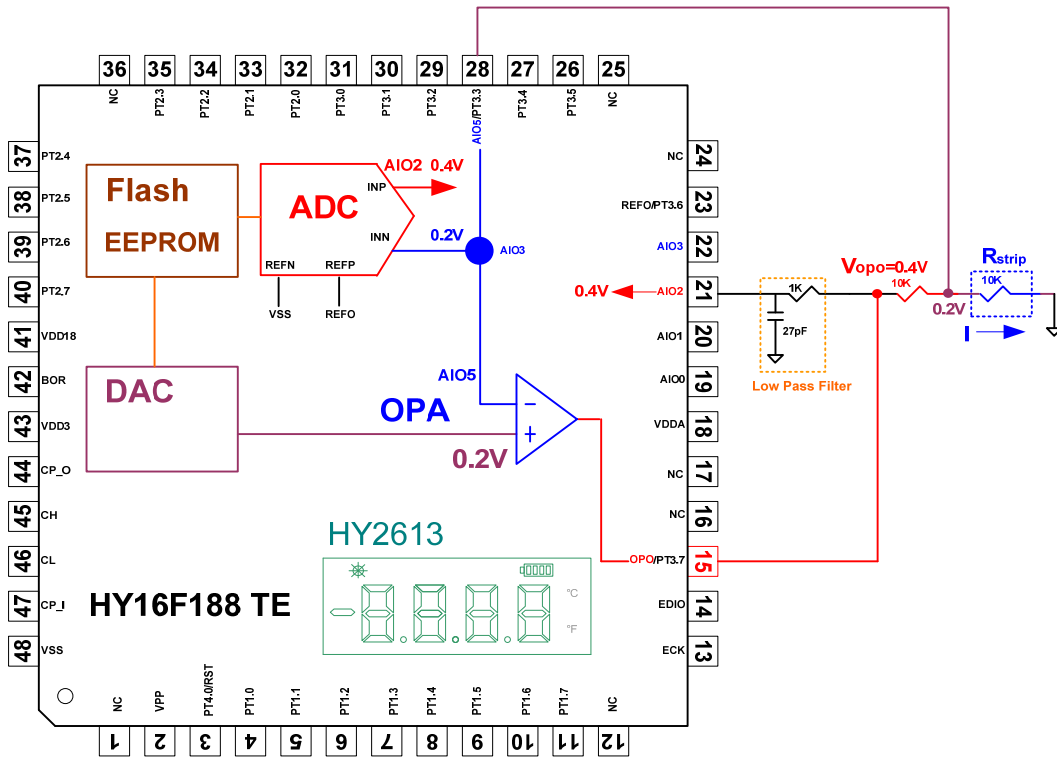 36 35 34 33 32 31 30 29 28 27 26 25
NC PT2.3 PT2.2 PT2.1 PT2.0 PT3.0 PT3.1 PT3.2 AIO5/PT3.3 PT3.4 PT3.5 NC
37 PT2.4
38 PT2.5
39 PT2.6
40 PT2,7
41 VDD18
42 BOR
43 VDD3
44 CP_O
45 CH
46 CL
47 CP_I
48 VSS
Flash
EEPROM
ADC
INP
INN
REFN REFP
VSS REFO
AIO2 0.4V
0.2V
AIO3
DAC
AIO5
OPA
−
+
0.2V
HY2613
°C
°F
HY16F188 TE
NC 24
REFO/PT3.6 23
AIO3 22
0.4V AIO2 21
AIO1 20
AIO0 19
VDDA 18
NC 17
NC 16
OPO/PT3.7 15
EDIO 14
ECK 13
1K
27pF
Low Pass Filter
Vopo=0.4V
10K
0.2V
Rstrip
10K
I
NC VPP PT4.0/RST PT1.0 PT1.1 PT1.2 PT1.3 PT1.4 PT1.5 PT1.6 PT1.7 NC
1 2 3 4 5 6 7 8 9 10 11 12